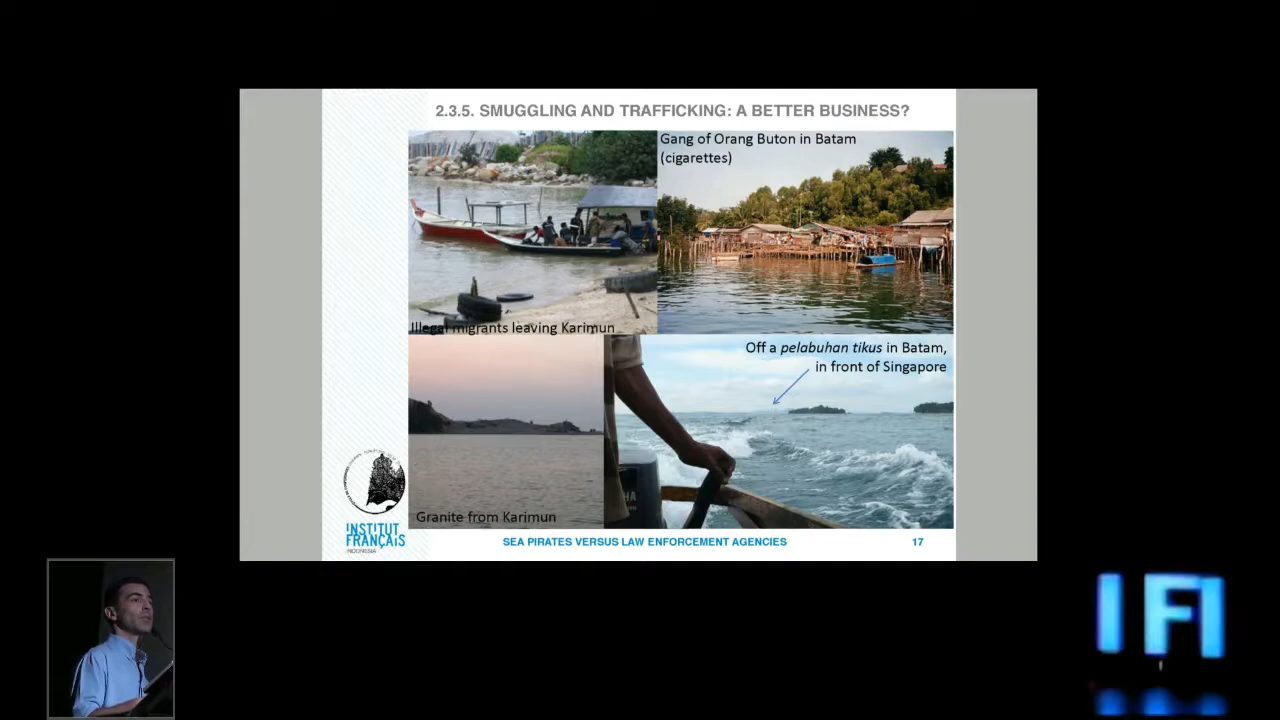 2.3.5. SMUGGLING AND TRAFFICKING: A BETTER BUSINESS?
Gang of Orang Buton in Batam
(cigarettes)
Illegal migrants leaving Karimun
Off a pelabuhan tikus in Batam,
in front of Singapore
Granite from Karimun
INSTITUT
FRANÇAIS
INDONESIA
SEA PIRATES VERSUS LAW ENFORCEMENT AGENCIES
17
IFI